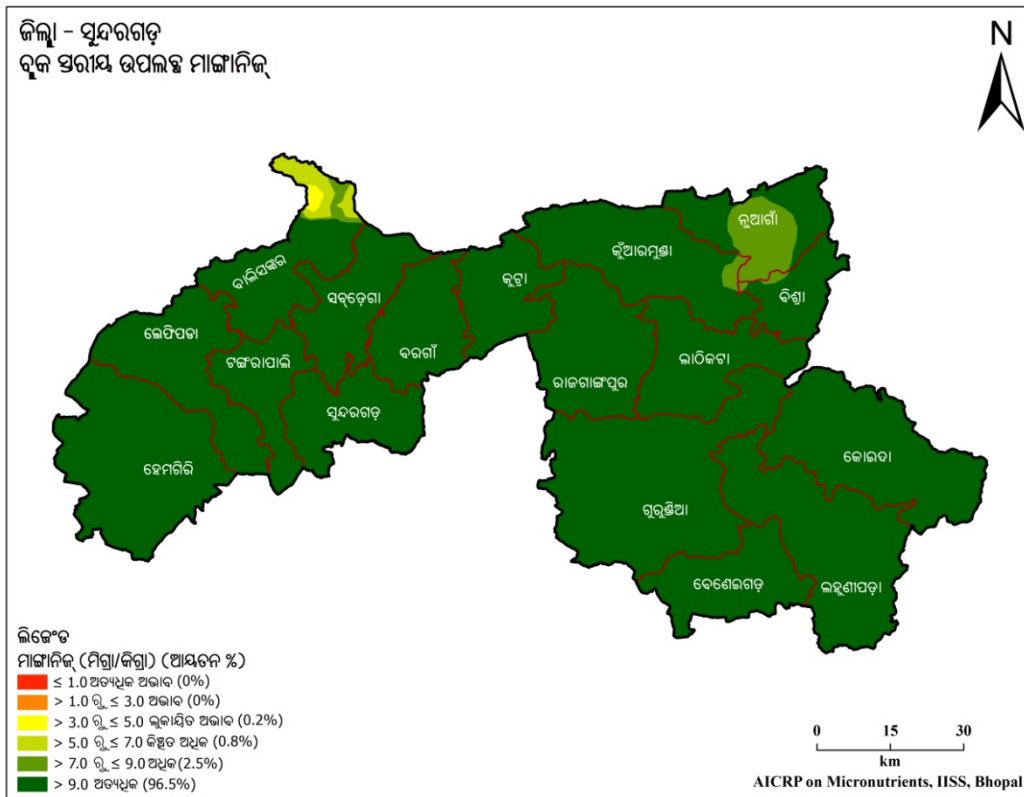 ଜିଲ୍ଲା - ସୁନ୍ଦରଗଡ଼
ବ୍ଲକ ସ୍ତରୀୟ ଉପଲବ୍ଧ ମାଙ୍ଗାନିଜ୍
N
ନୁଆଗାଁ
କୁଁଆରମୁଣ୍ଡା
ବାଲିସଙ୍କରା
କୁଟ୍ରା
ସବ୍‌ଡ଼େଗା
ବିଶ୍ରା
ଲେଫିପଡା
ଟଙ୍ଗରାପାଲି
ବରଗାଁ
ଲାଠିକଟା
ରାଜଗାଙ୍ଗପୁର
ସୁନ୍ଦରଗଡ଼
ହେମଗିରି
କୋଇଦା
ଗୁରୁଣ୍ଡିଆ
ବେଣେଇଗଡ଼
ଲହୁଣୀପଡ଼ା
ଲିଜେଂଡ
ମାଙ୍ଗାନିଜ୍ (ମିଗ୍ରା/କିଗ୍ରା) (ଆୟତନ %)
≤ 1.0 ଅତ୍ୟଧିକ ଅଭାବ (0%)
> 1.0 ରୁ ≤ 3.0 ଅଭାବ (0%)
> 3.0 ରୁ ≤ 5.0 ଲୁକାୟିତ ଅଭାବ (0.2%)
> 5.0 ରୁ ≤ 7.0 କିଞ୍ଚିତ ଅଧିକ (0.8%)
> 7.0 ରୁ ≤ 9.0 ଅଧିକ (2.5%)
> 9.0 ଅତ୍ୟଧିକ (96.5%)
0 15 30
km
AICRP on Micronutrients, IISS, Bhopal